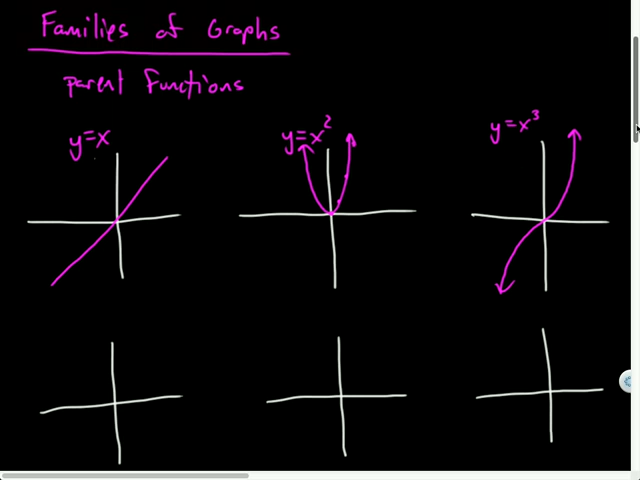 Families of Graphs
parent functions
y=x
y=x²
y=x³